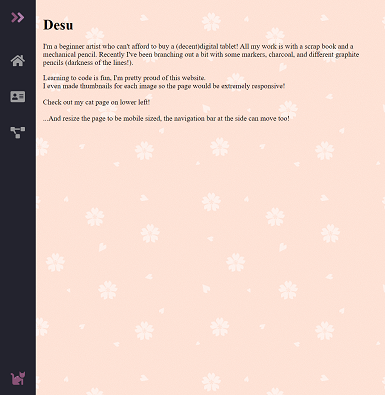 Desu
I'm a beginner artist who can't afford to buy a (decent)digital tablet! All my work is with a scrap book and a
mechanical pencil. Recently I've been branching out a bit with some markers, charcoal, and different graphite
pencils (darkness of the lines!).
Learning to code is fun, I'm pretty proud of this website.
I even made thumbnails for each image so the page would be extremely responsive!
Check out my cat page on lower left!
...And resize the page to be mobile sized, the navigation bar at the side can move too!